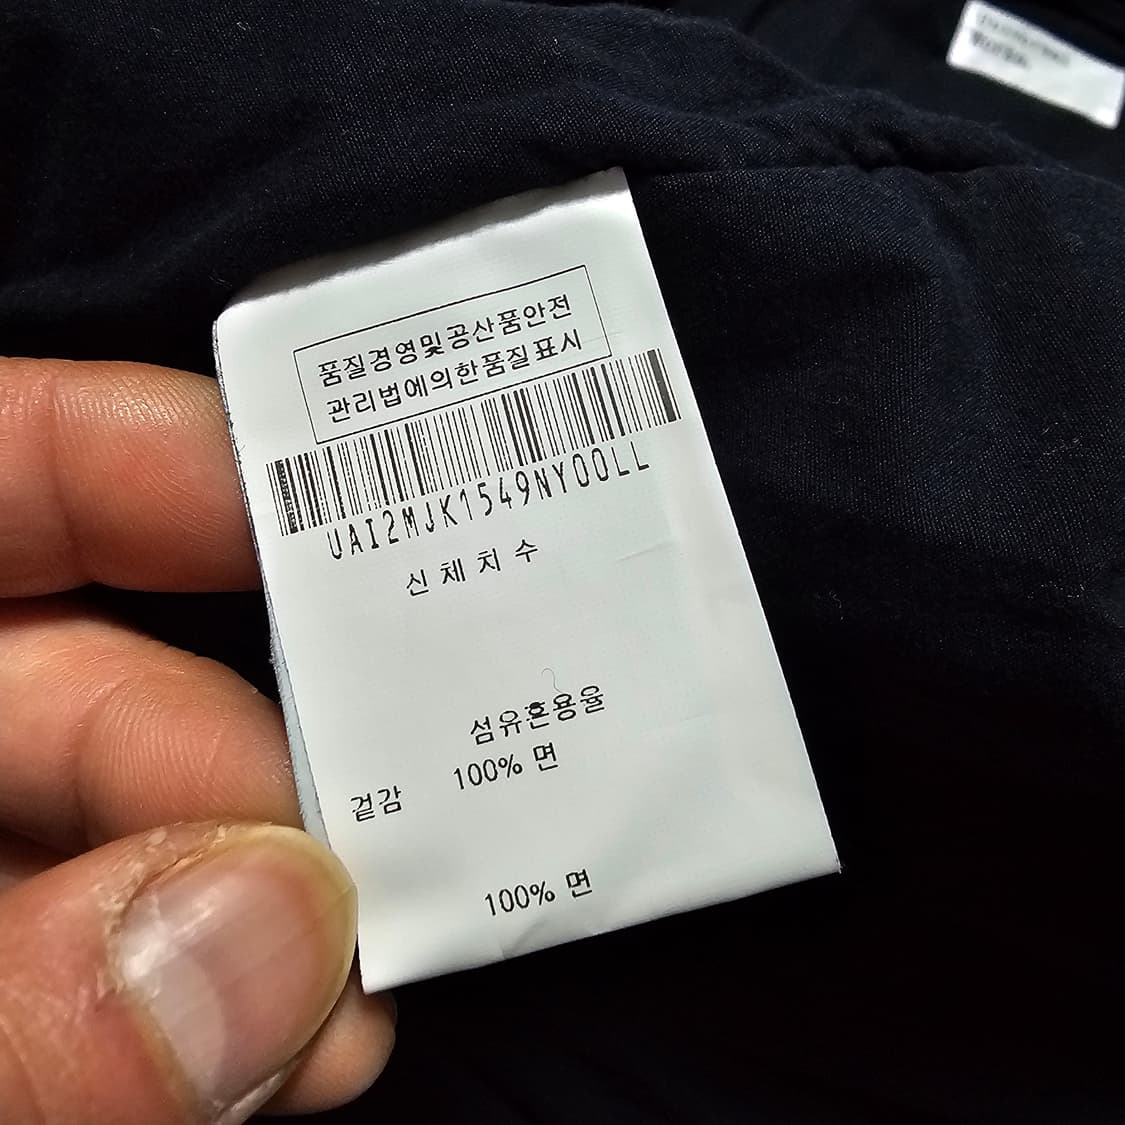 품질경영및공산품안전
관리법에의한품질표시
UAI2MJK1549NY00LL
신체치수
섬유혼용율
100% 면
겉감
100% 면